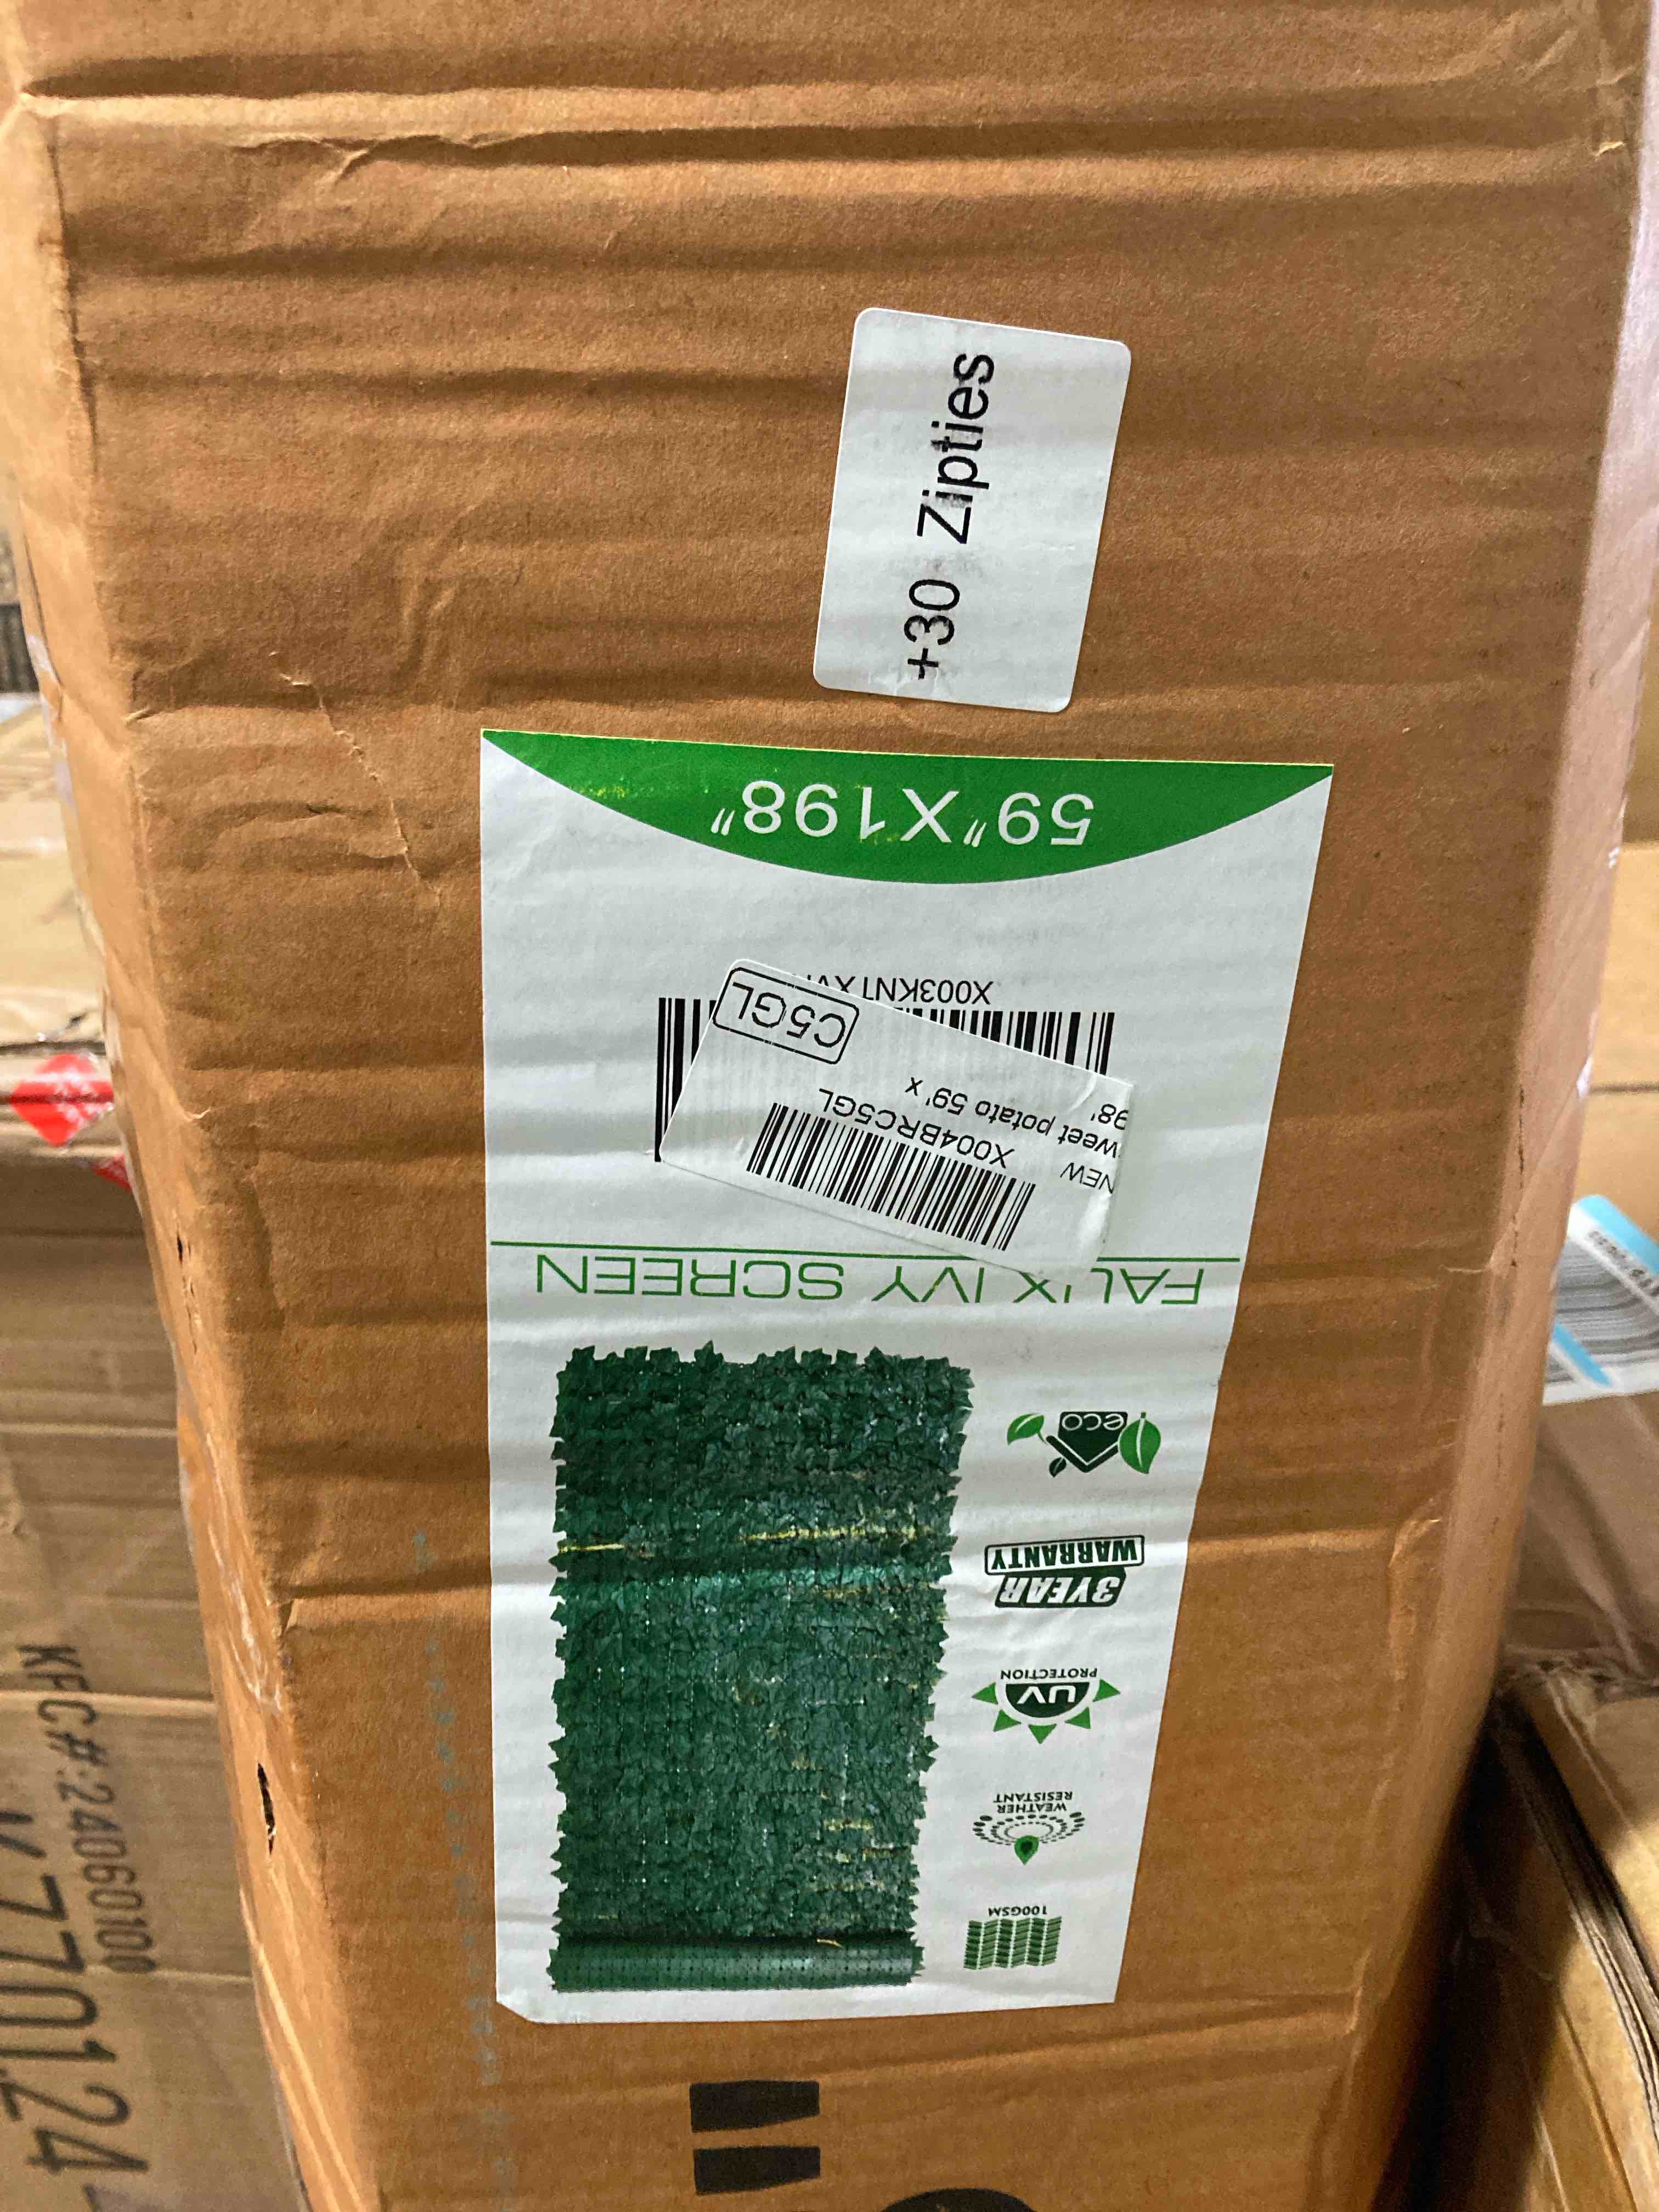 +30 Zipties
100GSM
WEATHER
RESISTANT
UV
PROTECTION
3YEAR
WARRANTY
eco
FAL'X IVY SCREEN
X004BRC5GL
NEW
weet potato 59' x
98'
C5GL
X003KN1XV
59"X198"
KFC#:24060100